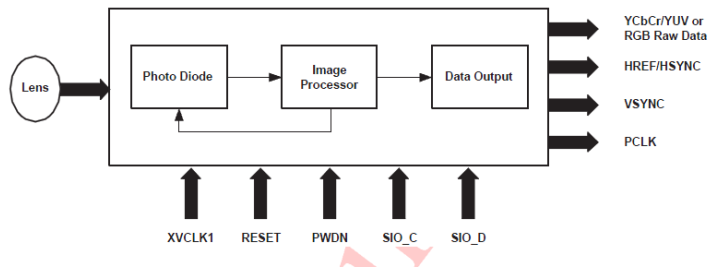 YCbCr/YUV or
RGB Raw Data
HREF/HSYNC
VSYNC
PCLK
Lens
Photo Diode
Image
Processor
Data Output
XVCLK1
RESET
PWDN
SIO_C
SIO_D